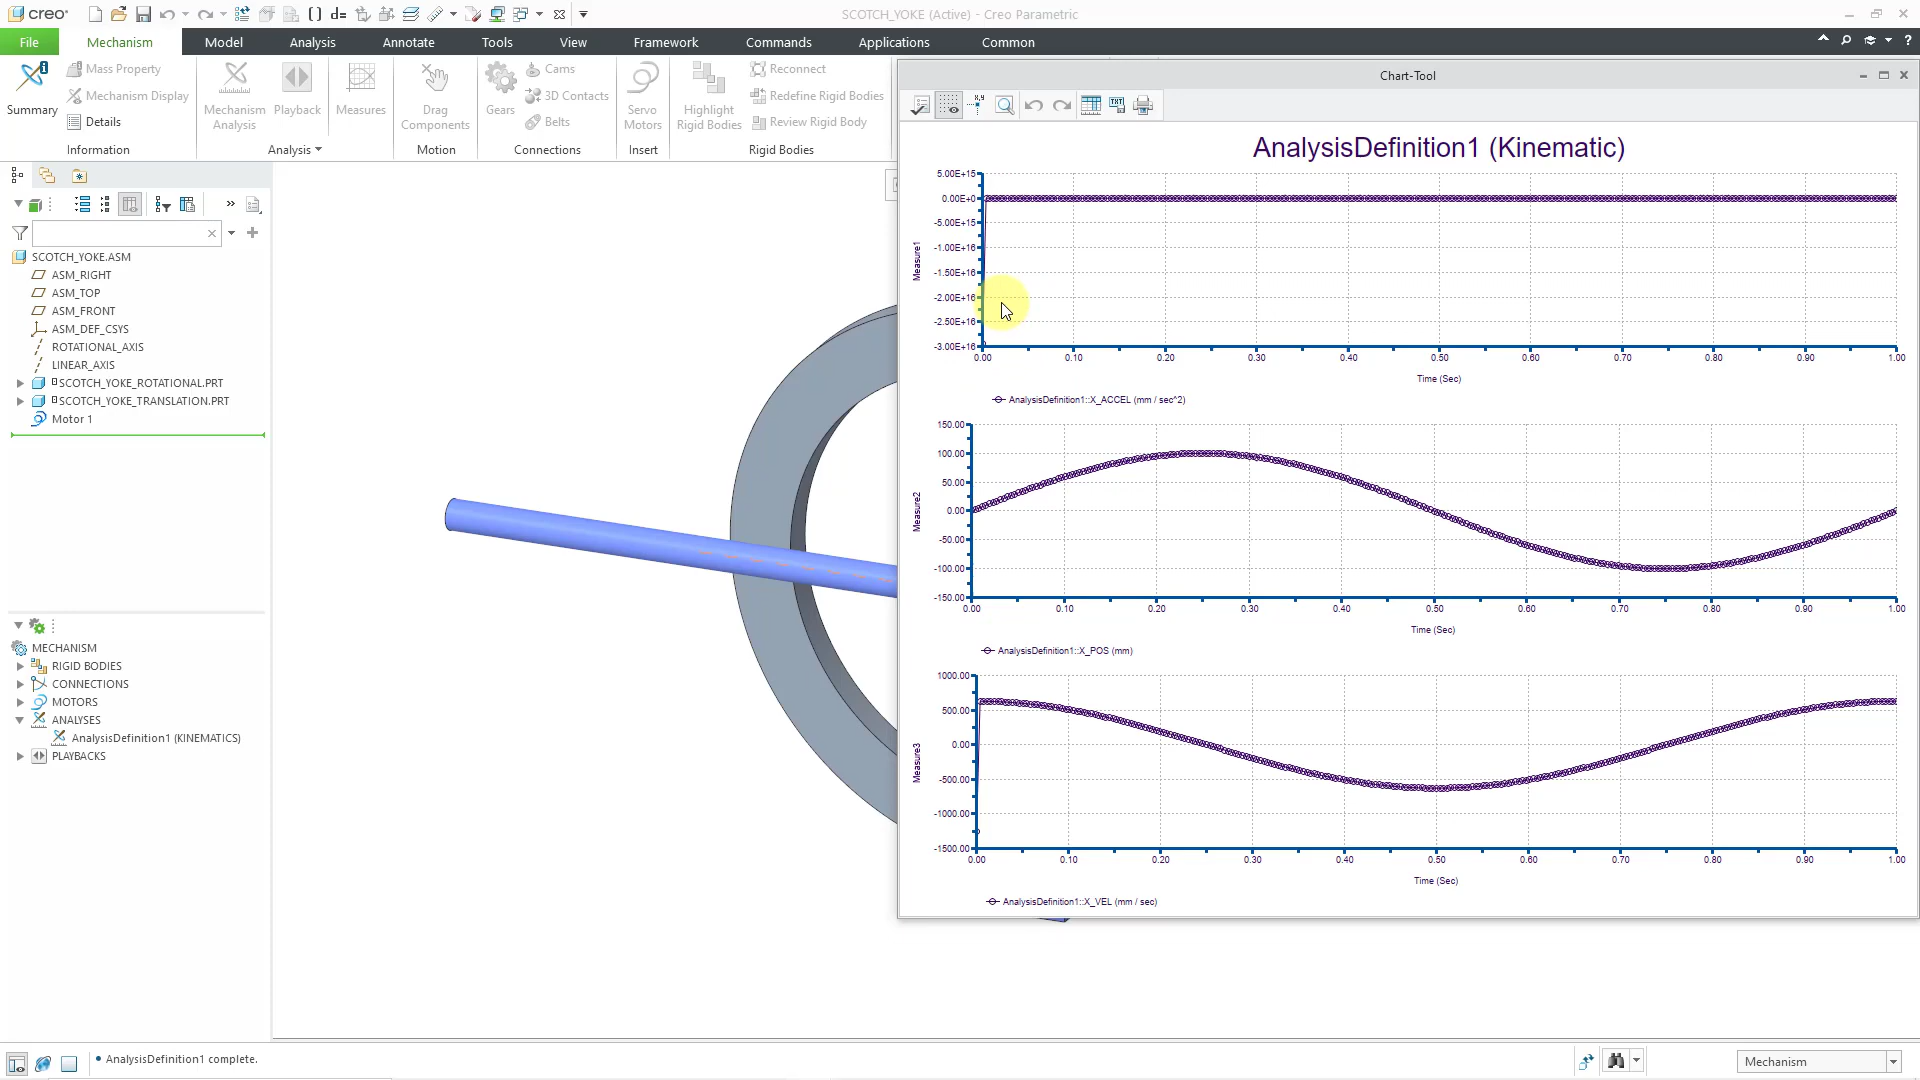 creo
SCOTCH_YOKE (Active) - Creo Parametric
File
Mechanism
Model
Analysis
Annotate
Tools
View
Framework
Commands
Applications
Common
Summary
Mass Property
Mechanism Display
Details
Information
Mechanism
Analysis
Playback
Measures
Analysis
Drag
Components
Motion
Gears
Cams
3D Contacts
Belts
Connections
Servo
Motors
Insert
Highlight
Rigid Bodies
Reconnect
Redefine Rigid Bodies
Review Rigid Body
Rigid Bodies
SCOTCH_YOKE.ASM
ASM_RIGHT
ASM_TOP
ASM_FRONT
ASM_DEF_CSYS
ROTATIONAL_AXIS
LINEAR_AXIS
SCOTCH_YOKE_ROTATIONAL.PRT
SCOTCH_YOKE_TRANSLATION.PRT
Motor 1
MECHANISM
RIGID BODIES
CONNECTIONS
MOTORS
ANALYSES
AnalysisDefinition1 (KINEMATICS)
PLAYBACKS
Chart-Tool
AnalysisDefinition1 (Kinematic)
Measure1
5.00E+15
0.00E+0
-5.00E+15
-1.00E+16
-1.50E+16
-2.00E+16
-2.50E+16
-3.00E+16
0.00 0.10 0.20 0.30 0.40 0.50 0.60 0.70 0.80 0.90 1.00
Time (Sec)
AnalysisDefinition1::X_ACCEL (mm / sec^2)
Measure2
150.00
100.00
50.00
0.00
-50.00
-100.00
-150.00
0.00 0.10 0.20 0.30 0.40 0.50 0.60 0.70 0.80 0.90 1.00
Time (Sec)
AnalysisDefinition1::X_POS (mm)
Measure3
1000.00
500.00
0.00
-500.00
-1000.00
-1500.00
0.00 0.10 0.20 0.30 0.40 0.50 0.60 0.70 0.80 0.90 1.00
Time (Sec)
AnalysisDefinition1::X_VEL (mm / sec)
AnalysisDefinition1 complete.
Mechanism